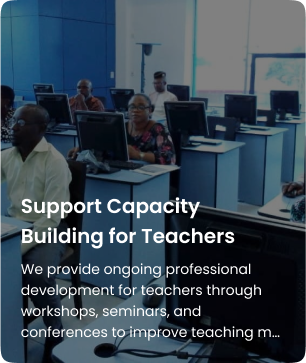 Support Capacity
Building for Teachers
We provide ongoing professional
development for teachers through
workshops, seminars, and
conferences to improve teaching m...